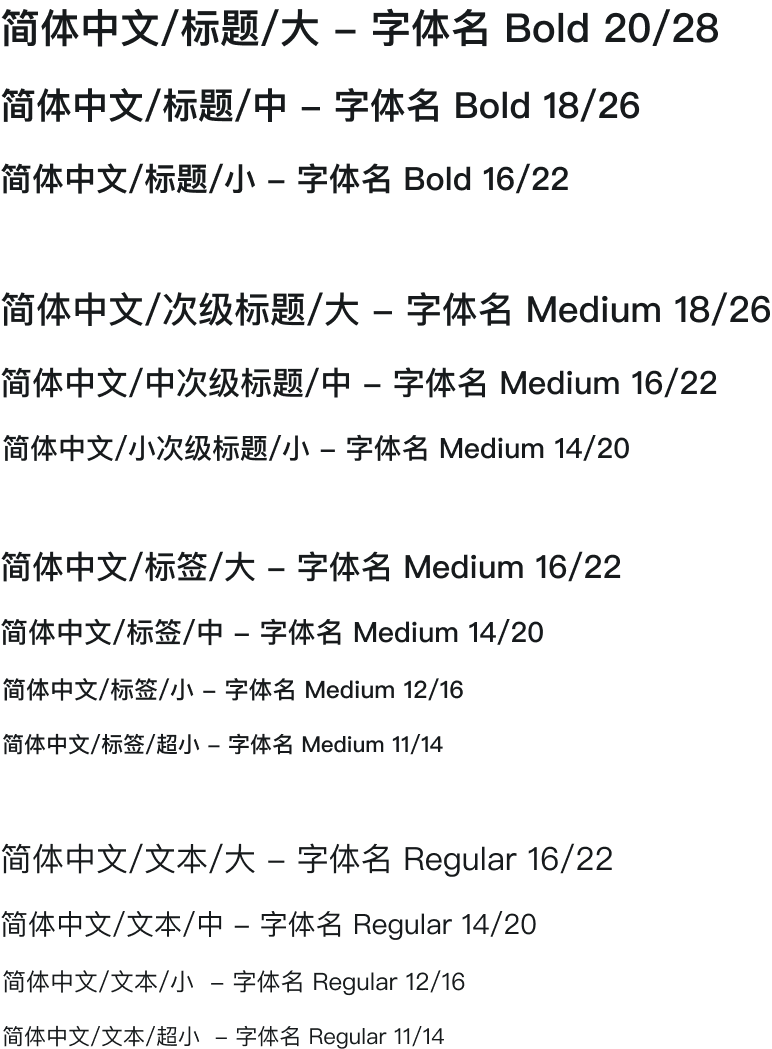 简体中文/标题/大 – 字体名 Bold 20/28
简体中文/标题/中 – 字体名 Bold 18/26
简体中文/标题/小 – 字体名 Bold 16/22
简体中文/次级标题/大 – 字体名 Medium 18/26
简体中文/中次级标题/中 – 字体名 Medium 16/22
简体中文/小次级标题/小 – 字体名 Medium 14/20
简体中文/标签/大 – 字体名 Medium 16/22
简体中文/标签/中 – 字体名 Medium 14/20
简体中文/标签/小 – 字体名 Medium 12/16
简体中文/标签/超小 – 字体名 Medium 11/14
简体中文/文本/大 – 字体名 Regular 16/22
简体中文/文本/中 – 字体名 Regular 14/20
简体中文/文本/小 – 字体名 Regular 12/16
简体中文/文本/超小 – 字体名 Regular 11/14